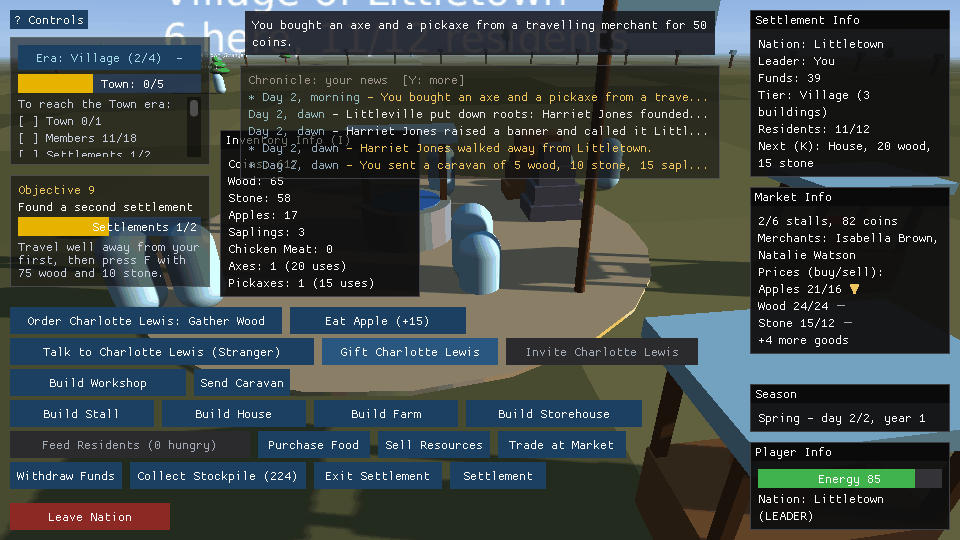 Village of Littletown
6 he
11/12 residents
? Controls
You bought an axe and a pickaxe from a travelling merchant for 50
coins.
Era: Village (2/4) –
Town: 0/5
To reach the Town era:
[ ] Town 0/1
[ ] Members 11/18
[ ] Settlements 1/2
Objective 9
Found a second settlement
Settlements 1/2
Travel well away from your
first, then press F with
75 wood and 10 stone.
Chronicle: your news [Y: more]
* Day 2, morning – You bought an axe and a pickaxe from a trave...
* Day 2, dawn – Littleville put down roots: Harriet Jones founded...
Day 2, dawn – Harriet Jones raised a banner and called it Littl...
* Day 2, dawn – Harriet Jones walked away from Littletown.
* Day 2, dawn – You sent a caravan of 5 wood, 10 stone, 15 sapl...
Inventory Info (I)
Coins: 617
Wood: 65
Stone: 58
Apples: 17
Saplings: 3
Chicken Meat: 0
Axes: 1 (20 uses)
Pickaxes: 1 (15 uses)
Order Charlotte Lewis: Gather Wood
Eat Apple (+15)
Talk to Charlotte Lewis (Stranger)
Gift Charlotte Lewis
Invite Charlotte Lewis
Build Workshop
Send Caravan
Build Stall
Build House
Build Farm
Build Storehouse
Feed Residents (0 hungry)
Purchase Food
Sell Resources
Trade at Market
Withdraw Funds
Collect Stockpile (224)
Exit Settlement
Settlement
Leave Nation
Settlement Info
Nation: Littletown
Leader: You
Funds: 39
Tier: Village (3
buildings)
Residents: 11/12
Next (K): House, 20 wood,
15 stone
Market Info
2/6 stalls, 82 coins
Merchants: Isabella Brown,
Natalie Watson
Prices (buy/sell):
Apples 21/16 ▼
Wood 24/24 —
Stone 15/12 —
+4 more goods
Season
Spring – day 2/2, year 1
Player Info
Energy 85
Nation: Littletown
(LEADER)